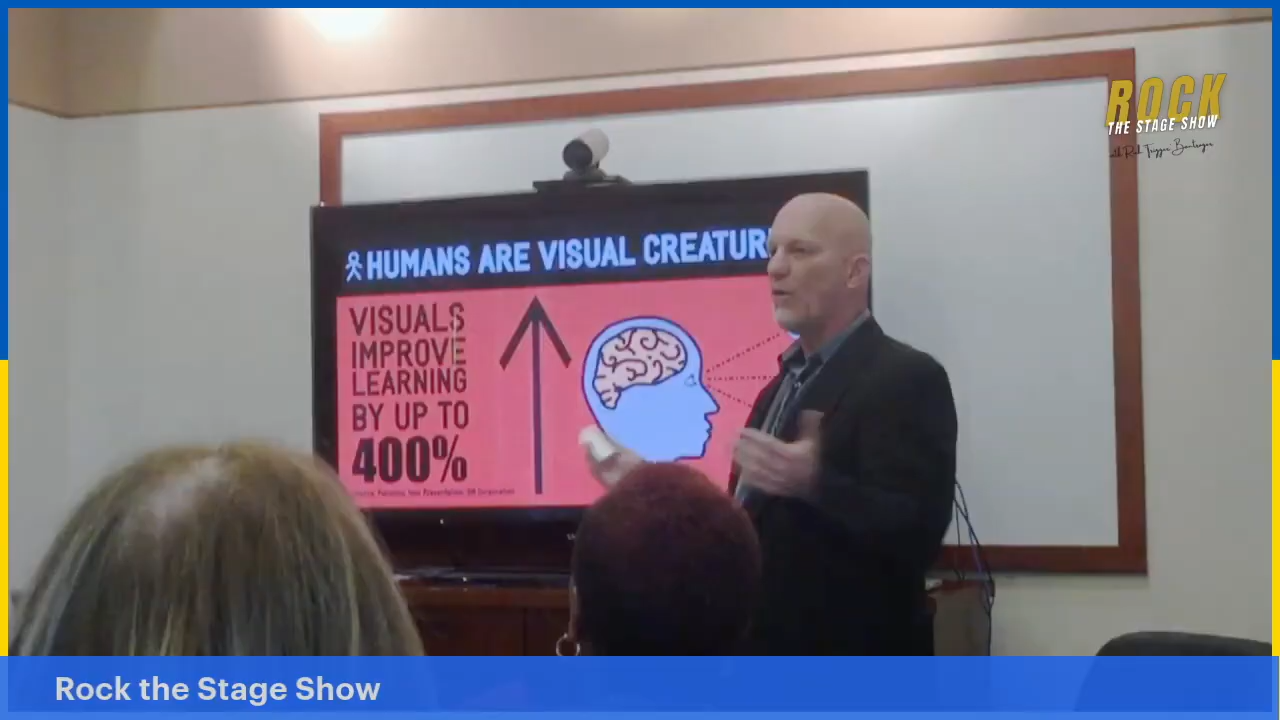 ROCK
THE STAGE SHOW
HUMANS ARE VISUAL CREATUR
VISUALS
IMPROVE
LEARNING
BY UP TO
400%
Rock the Stage Show